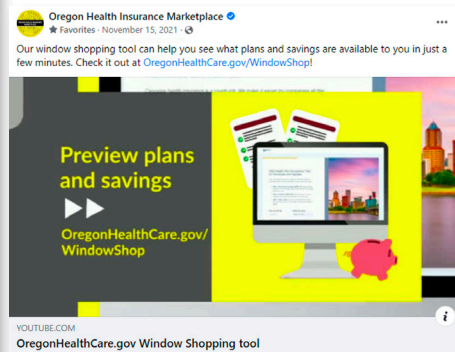 Oregon Health Insurance Marketplace
Favorites · November 15, 2021 ·
Our window shopping tool can help you see what plans and savings are available to you in just a
few minutes. Check it out at OregonHealthCare.gov/WindowShop!
Preview plans
and savings
OregonHealthCare.gov/
WindowShop
YOUTUBE.COM
OregonHealthCare.gov Window Shopping tool